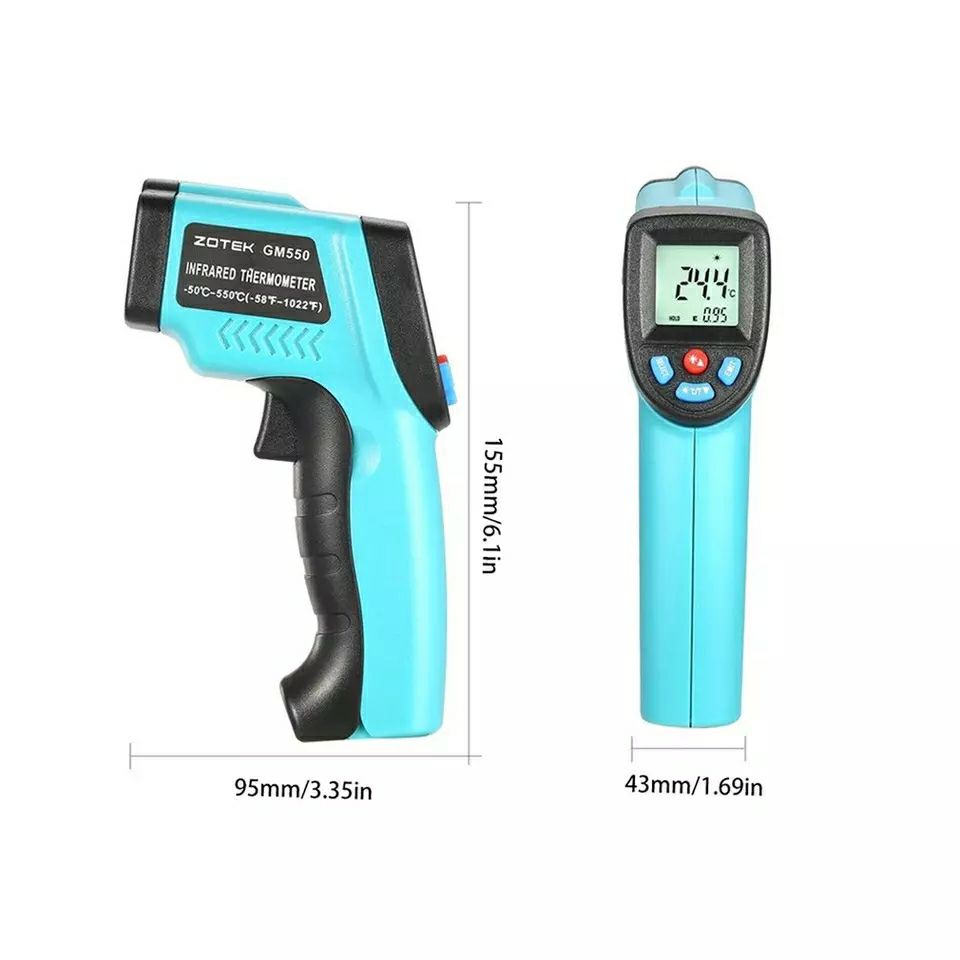 ZOTEK GM550
INFRARED THERMOMETER
-50℃-550℃(-58℉-1022℉)
24.4℃
HOLD 0.95
℃/℉
155mm/6.1in
95mm/3.35in
43mm/1.69in